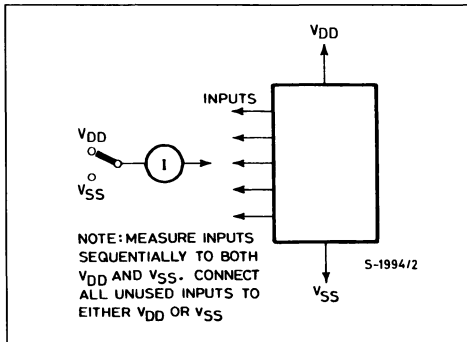 VDD
INPUTS
VDD
I
VSS
NOTE: MEASURE INPUTS
SEQUENTIALLY TO BOTH
VDD AND VSS. CONNECT
ALL UNUSED INPUTS TO
EITHER VDD OR VSS
S-1994/2
VSS